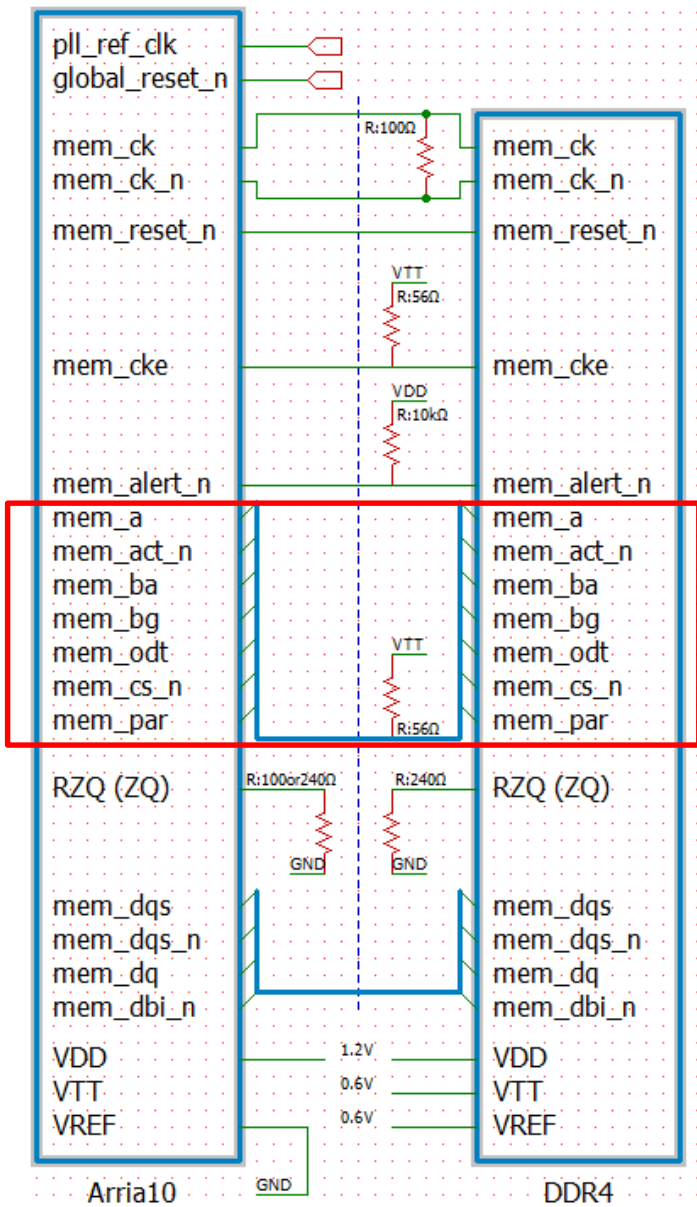 pll_ref_clk
global_reset_n
R:100Ω
mem_ck mem_ck
mem_ck_n mem_ck_n
mem_reset_n mem_reset_n
VTT
R:56Ω
mem_cke mem_cke
VDD
R:10kΩ
mem_alert_n mem_alert_n
mem_a mem_a
mem_act_n mem_act_n
mem_ba mem_ba
mem_bg mem_bg
VTT
mem_odt mem_odt
mem_cs_n mem_cs_n
mem_par mem_par
R:56Ω
R:100or240Ω R:240Ω
RZQ (ZQ) RZQ (ZQ)
GND GND
mem_dqs mem_dqs
mem_dqs_n mem_dqs_n
mem_dq mem_dq
mem_dbi_n mem_dbi_n
VDD 1.2V VDD
VTT 0.6V VTT
VREF 0.6V VREF
GND
Arria10 DDR4